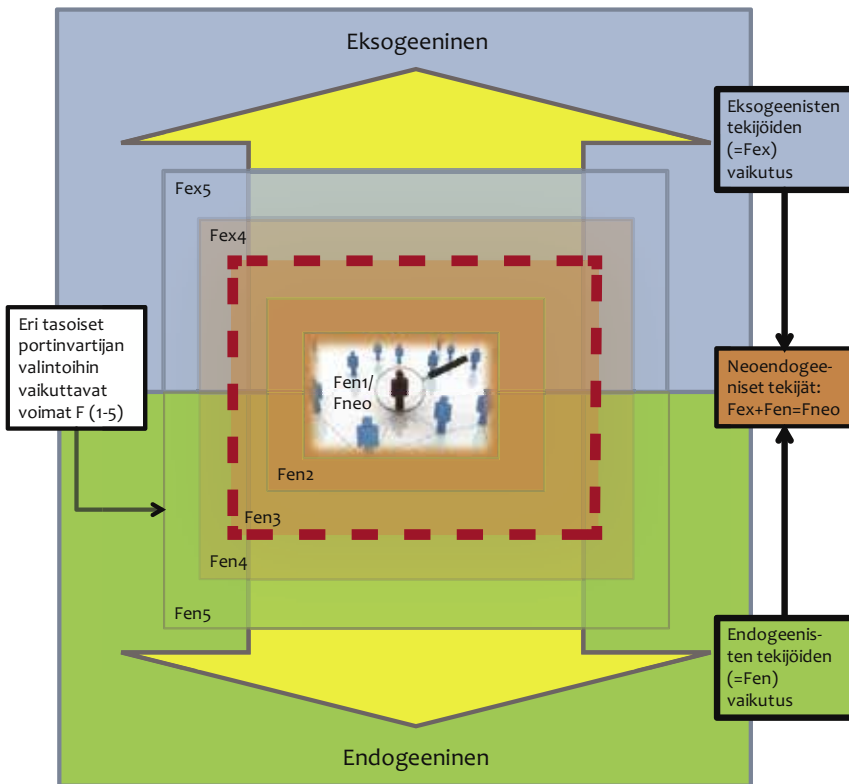 Eksogeeninen
Eksogeenisten
tekijöiden
(=Fex)
vaikutus
Fex5
Fex4
Eri tasoiset
portinvartijan
valintoihin
vaikuttavat
voimat F (1-5)
Fen1/
Fneo
Neoendogee-
niset tekijät:
Fex+Fen=Fneo
Fen2
Fen3
Fen4
Fen5
Endogeenis-
ten tekijöiden
(=Fen)
vaikutus
Endogeeninen